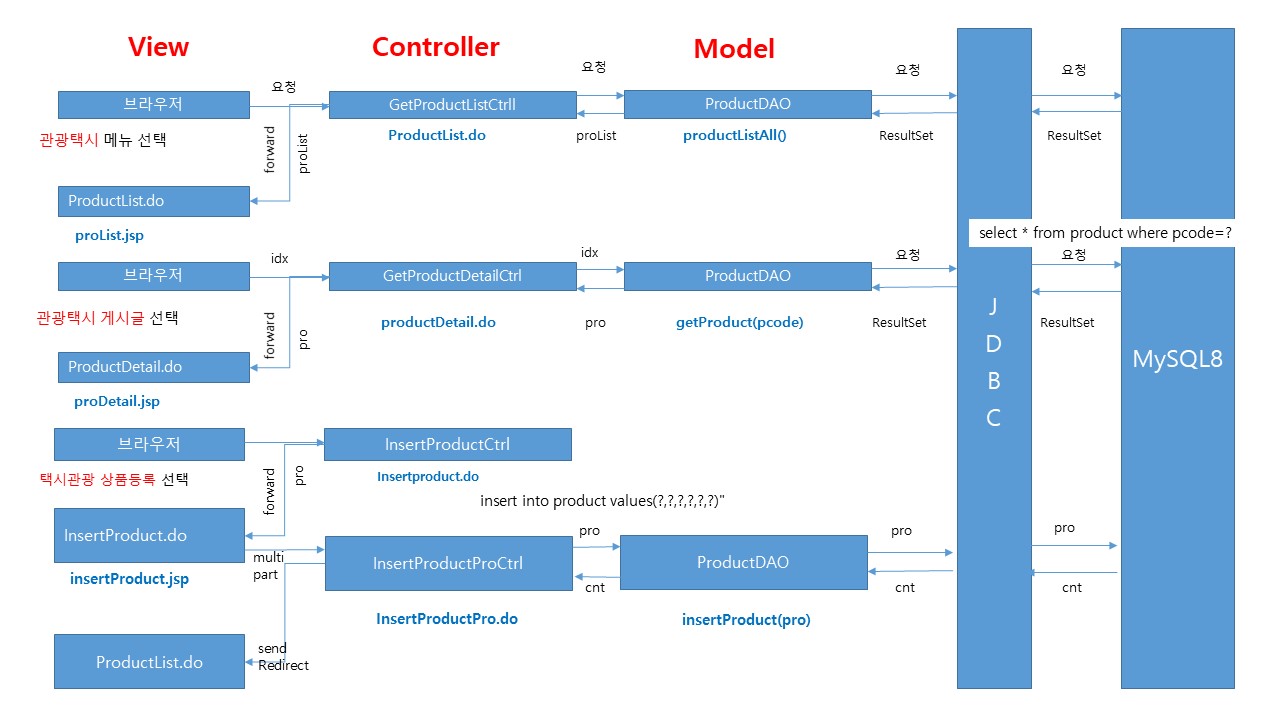 View
Controller
Model
요청
요청
요청
요청
브라우저
GetProductListCtrll
ProductDAO
관광택시 메뉴 선택
forward
proList
ProductList.do
proList
productListAll()
ResultSet
ResultSet
ProductList.do
proList.jsp
select * from product where pcode=?
idx
idx
요청
요청
브라우저
GetProductDetailCtrl
ProductDAO
관광택시 게시글 선택
forward
pro
productDetail.do
pro
getProduct(pcode)
ResultSet
ResultSet
J
D
B
C
MySQL8
ProductDetail.do
proDetail.jsp
브라우저
InsertProductCtrl
택시관광 상품등록 선택
forward
pro
Insertproduct.do
insert into product values(?,?,?,?,?,?)"
InsertProduct.do
pro
pro
pro
multi
part
InsertProductProCtrl
ProductDAO
insertProduct.jsp
cnt
cnt
cnt
InsertProductPro.do
insertProduct(pro)
send
Redirect
ProductList.do